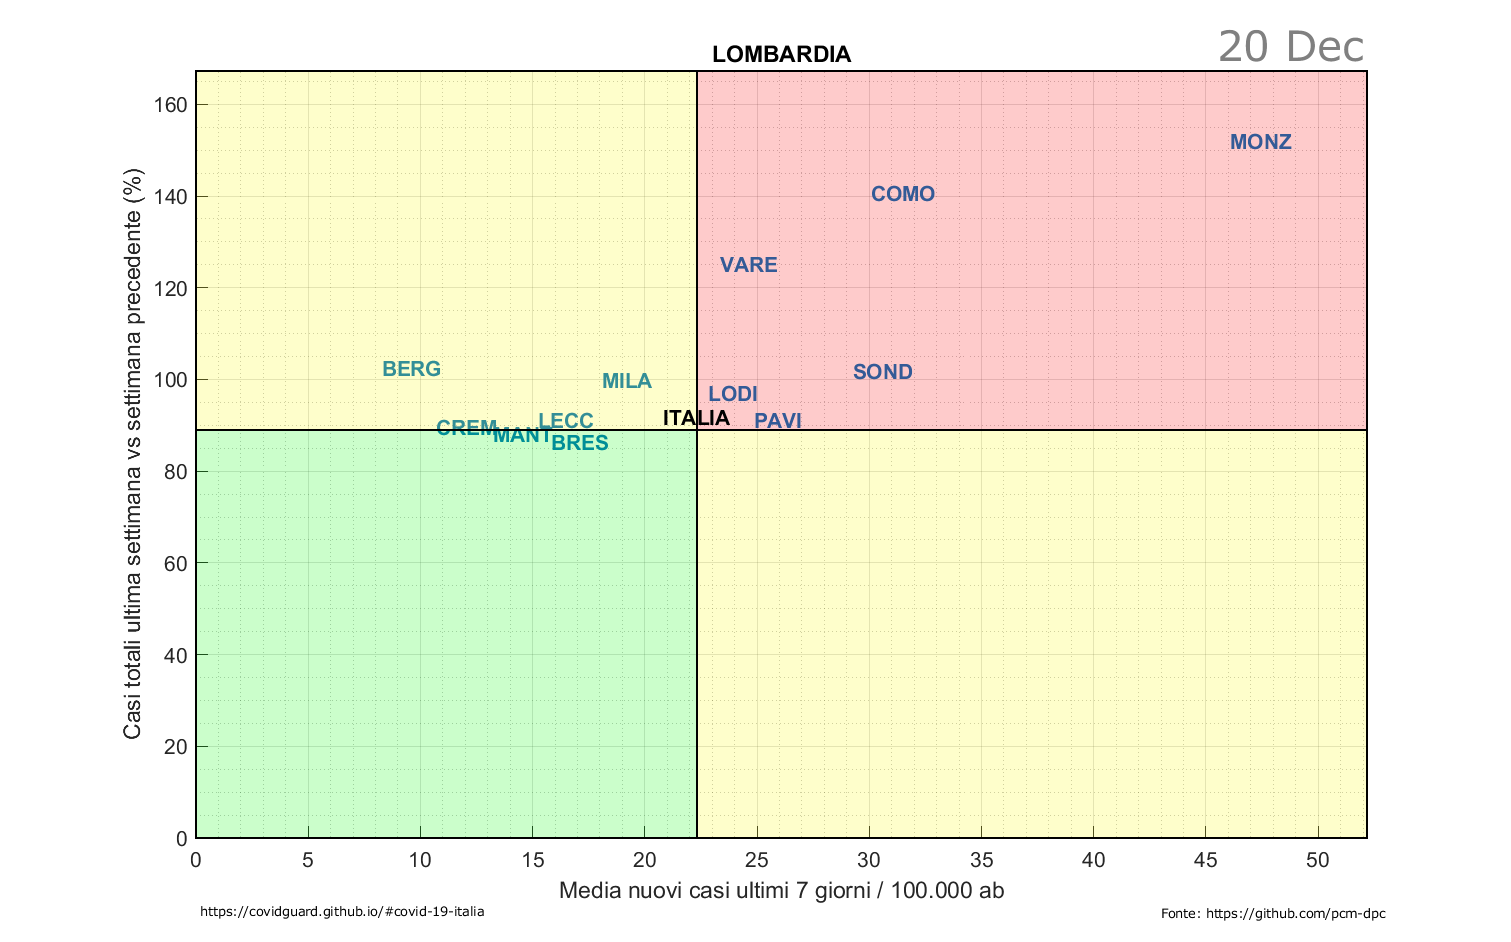 20 Dec
LOMBARDIA
160
140
120
100
80
60
40
20
0
Casi totali ultima settimana vs settimana precedente (%)
MONZ
COMO
VARE
BERG
SOND
MILA
LODI
ITALIA
LECC
PAVI
CREM
MANT
BRES
0 5 10 15 20 25 30 35 40 45 50
Media nuovi casi ultimi 7 giorni / 100.000 ab
https://covidguard.github.io/#covid-19-italia
Fonte: https://github.com/pcm-dpc